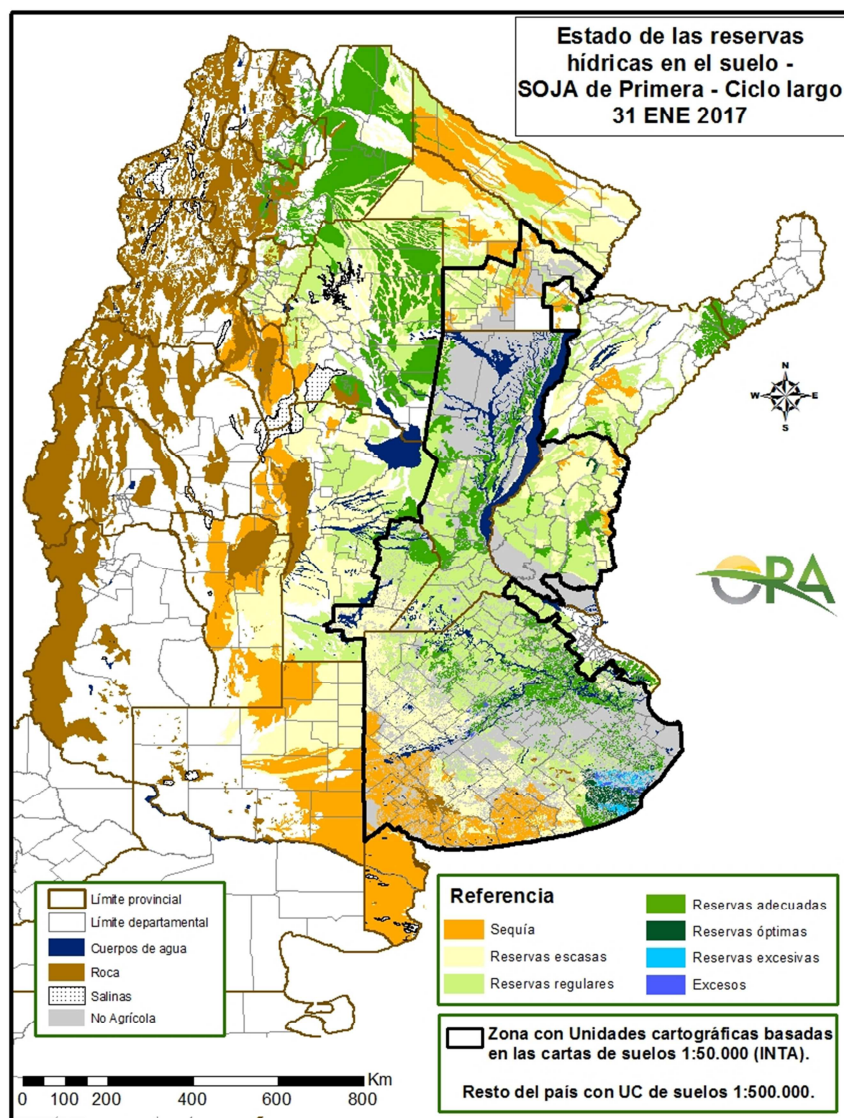 Estado de las reservas
hídricas en el suelo -
SOJA de Primera - Ciclo largo
31 ENE 2017
N
W E
S
OPA
Límite provincial
Límite departamental
Cuerpos de agua
Roca
Salinas
No Agrícola
Referencia
Sequía
Reservas escasas
Reservas regulares
Reservas adecuadas
Reservas óptimas
Reservas excesivas
Excesos
Zona con Unidades cartográficas basadas
en las cartas de suelos 1:50.000 (INTA).
Resto del país con UC de suelos 1:500.000.
Km
0 100 200 400 600 800